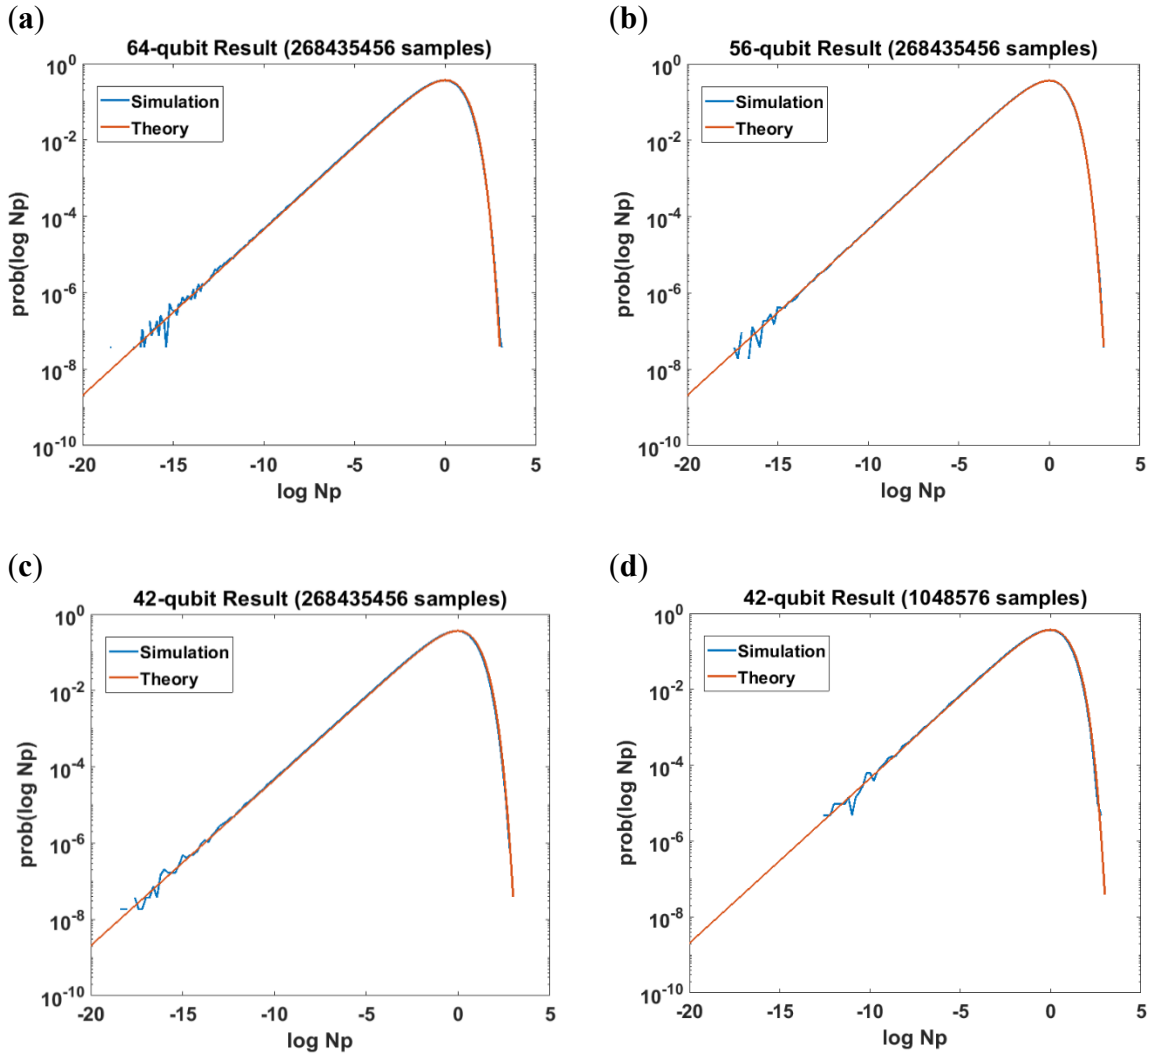 (a)
64-qubit Result (268435456 samples)
10^0
10^-2
10^-4
10^-6
10^-8
10^-10
prob(log Np)
Simulation
Theory
-20 -15 -10 -5 0 5
log Np
(b)
56-qubit Result (268435456 samples)
10^0
10^-2
10^-4
10^-6
10^-8
10^-10
prob(log Np)
Simulation
Theory
-20 -15 -10 -5 0 5
log Np
(c)
42-qubit Result (268435456 samples)
10^0
10^-2
10^-4
10^-6
10^-8
10^-10
prob(log Np)
Simulation
Theory
-20 -15 -10 -5 0 5
log Np
(d)
42-qubit Result (1048576 samples)
10^0
10^-2
10^-4
10^-6
10^-8
10^-10
prob(log Np)
Simulation
Theory
-20 -15 -10 -5 0 5
log Np